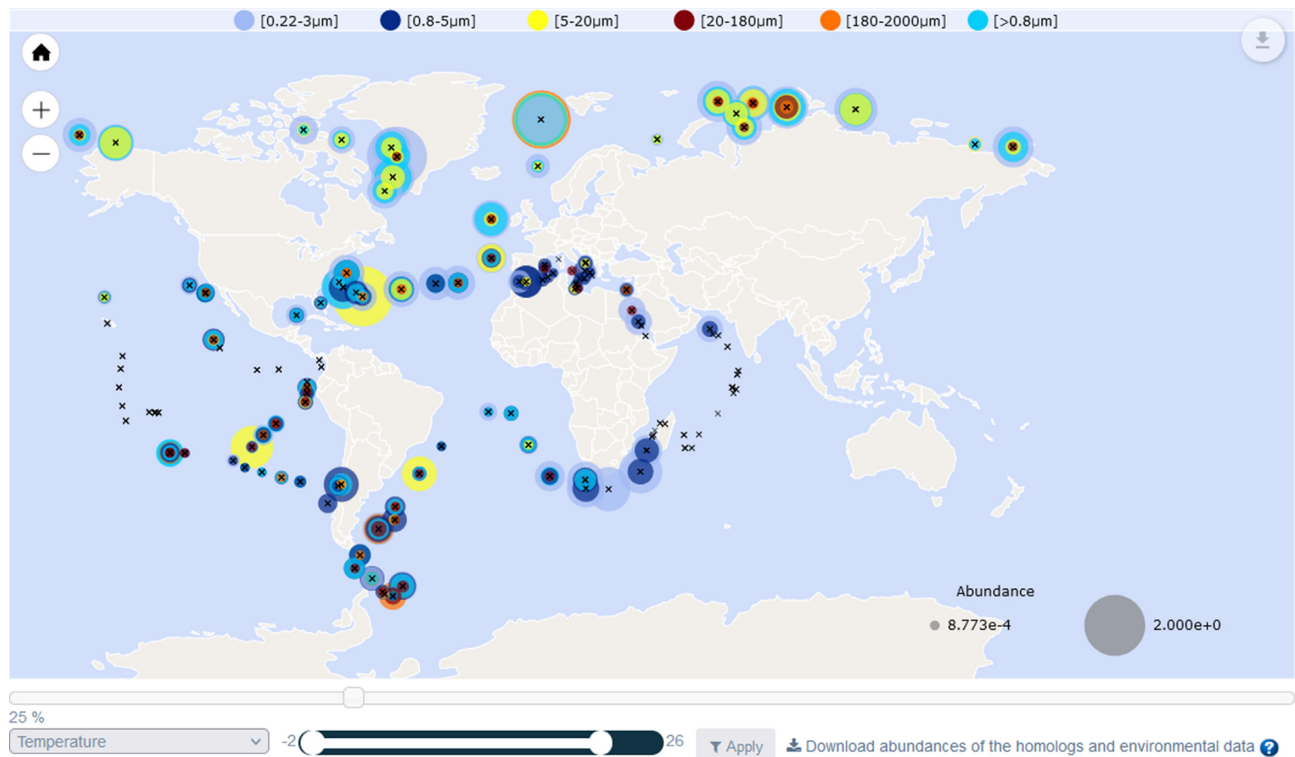 [0.22-3μm] [0.8-5μm] [5-20μm] [20-180μm] [180-2000μm] [>0.8μm]
Abundance
8.773e-4 2.000e+0
25 %
Temperature -2 26 Apply Download abundances of the homologs and environmental data ?